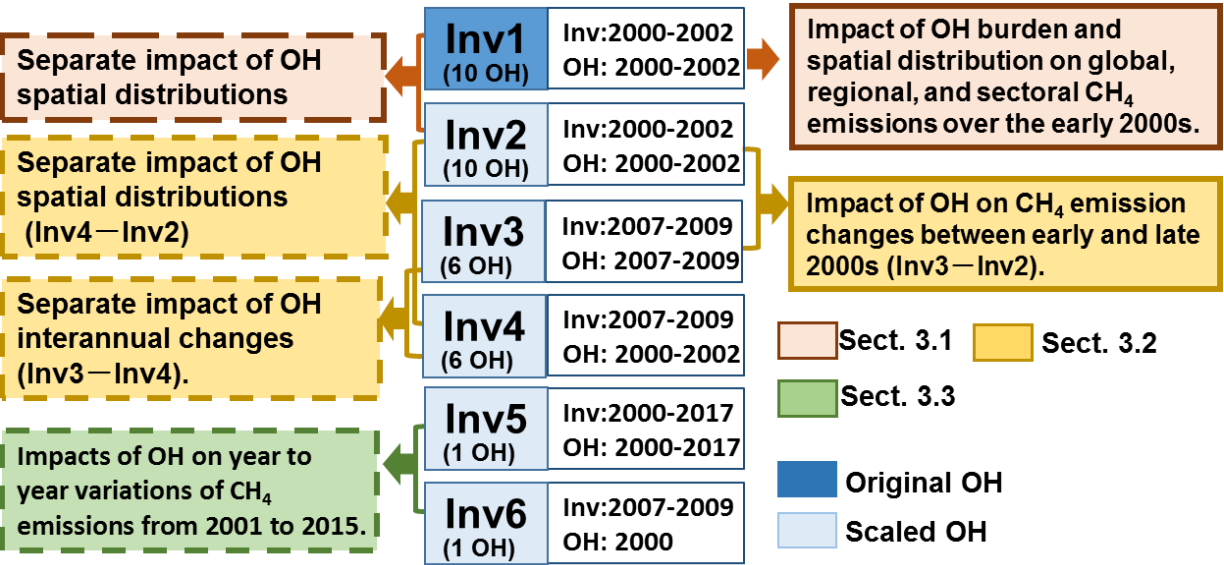 Separate impact of OH
spatial distributions
Separate impact of OH
spatial distributions
(Inv4－Inv2)
Separate impact of OH
interannual changes
(Inv3－Inv4).
Impacts of OH on year to
year variations of CH₄
emissions from 2001 to 2015.
Inv1
(10 OH)
Inv:2000-2002
OH: 2000-2002
Inv2
(10 OH)
Inv:2000-2002
OH: 2000-2002
Inv3
(6 OH)
Inv:2007-2009
OH: 2007-2009
Inv4
(6 OH)
Inv:2007-2009
OH: 2000-2002
Inv5
(1 OH)
Inv:2000-2017
OH: 2000-2017
Inv6
(1 OH)
Inv:2007-2009
OH: 2000
Impact of OH burden and
spatial distribution on global,
regional, and sectoral CH₄
emissions over the early 2000s.
Impact of OH on CH₄ emission
changes between early and late
2000s (Inv3－Inv2).
Sect. 3.1
Sect. 3.2
Sect. 3.3
Original OH
Scaled OH